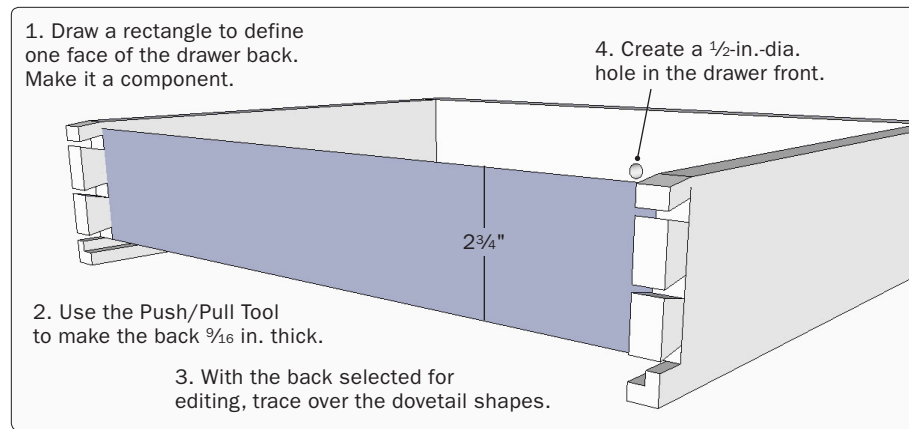 1. Draw a rectangle to define
one face of the drawer back.
Make it a component.
4. Create a ½-in.-dia.
hole in the drawer front.
2¾"
2. Use the Push/Pull Tool
to make the back 9⁄16 in. thick.
3. With the back selected for
editing, trace over the dovetail shapes.